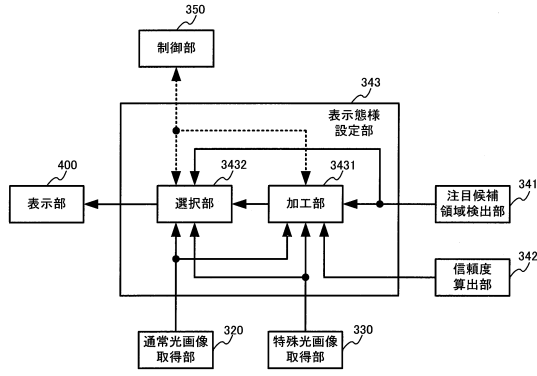 350
制御部
343
表示態様
設定部
400
表示部
3432
選択部
3431
加工部
341
注目候補
領域検出部
342
信頼度
算出部
320
通常光画像
取得部
330
特殊光画像
取得部